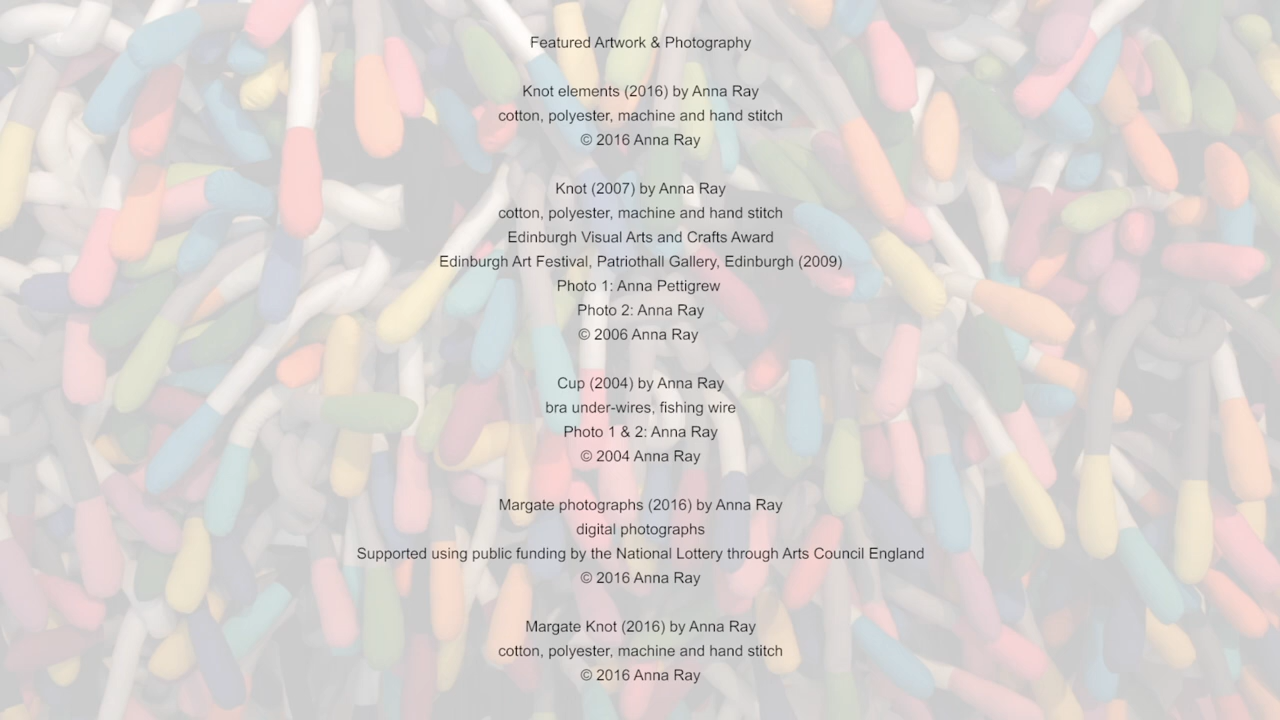 Featured Artwork & Photography
Knot elements (2016) by Anna Ray
cotton, polyester, machine and hand stitch
© 2016 Anna Ray
Knot (2007) by Anna Ray
cotton, polyester, machine and hand stitch
Edinburgh Visual Arts and Crafts Award
Edinburgh Art Festival, Patriothall Gallery, Edinburgh (2009)
Photo 1: Anna Pettigrew
Photo 2: Anna Ray
© 2006 Anna Ray
Cup (2004) by Anna Ray
bra under-wires, fishing wire
Photo 1 & 2: Anna Ray
© 2004 Anna Ray
Margate photographs (2016) by Anna Ray
digital photographs
Supported using public funding by the National Lottery through Arts Council England
© 2016 Anna Ray
Margate Knot (2016) by Anna Ray
cotton, polyester, machine and hand stitch
© 2016 Anna Ray